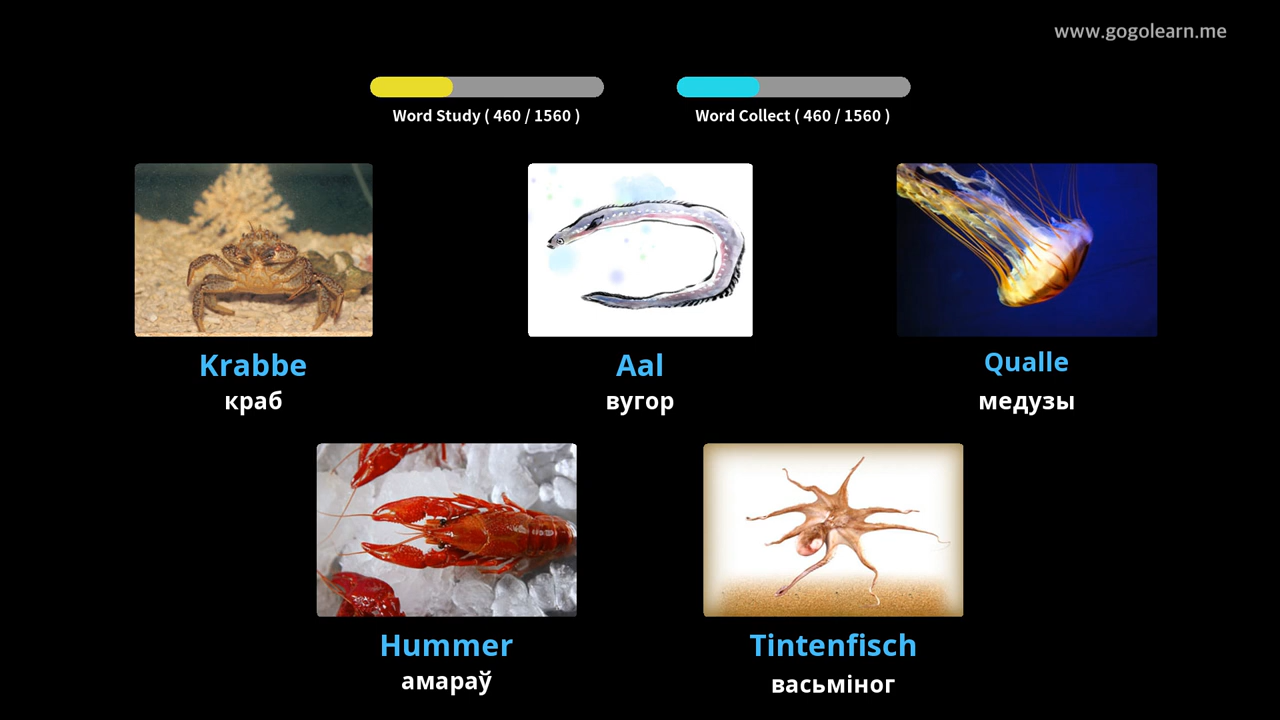 www.gogolearn.me
Word Study ( 460 / 1560 )
Word Collect ( 460 / 1560 )
Krabbe
краб
Aal
вугор
Qualle
медузы
Hummer
амараў
Tintenfisch
васьміног